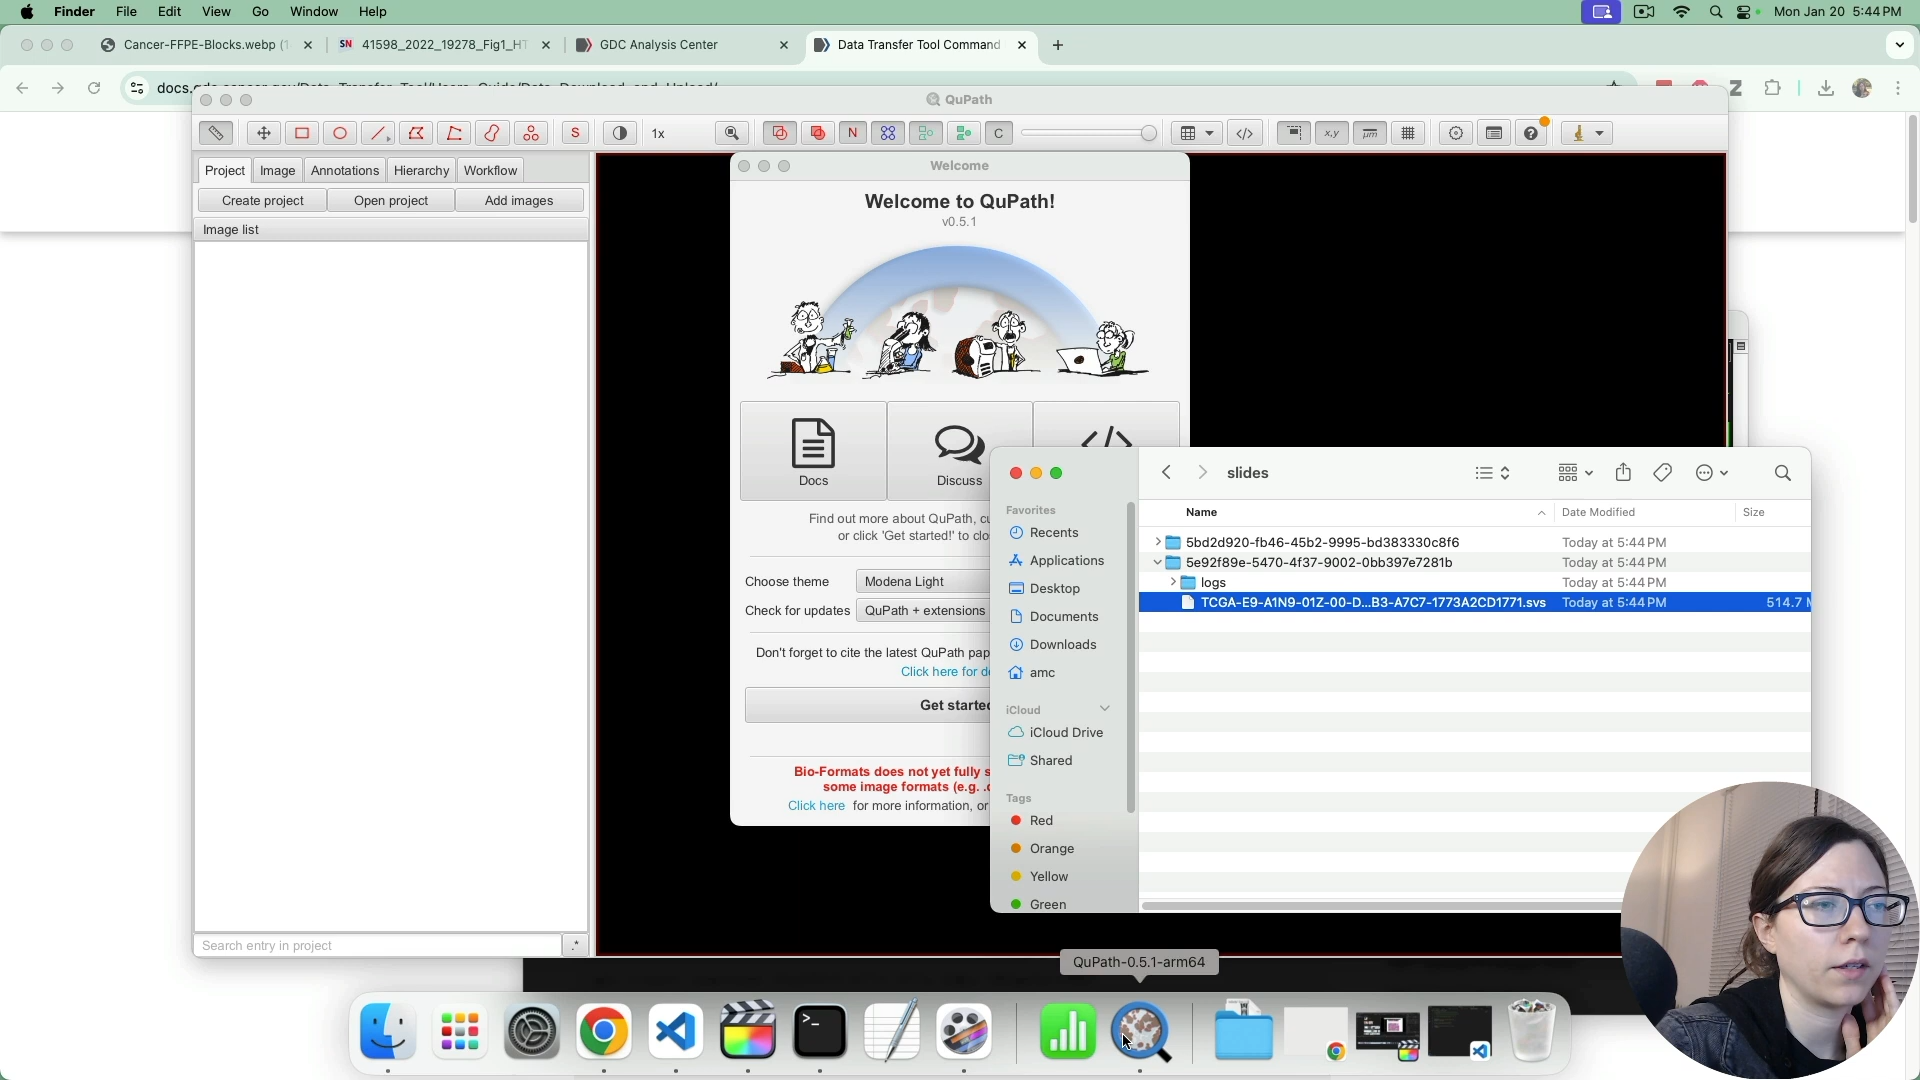 Finder File Edit View Go Window Help Mon Jan 20 5:44 PM
Cancer-FFPE-Blocks.webp (1
41598_2022_19278_Fig1_HT
GDC Analysis Center
Data Transfer Tool Command
QuPath
1x
S
N
C
x,y
μm
Project Image Annotations Hierarchy Workflow
Create project Open project Add images
Image list
Search entry in project .*
Welcome
Welcome to QuPath!
v0.5.1
Docs
Discuss
Find out more about QuPath,
or click 'Get started!' to
Choose theme Modena Light
Check for updates QuPath + extensions
Don't forget to cite the latest QuPath
Click here for
Get started
Bio-Formats does not yet fully
some image formats (e.g.
Click here for more information, or
slides
Favorites
Recents
Applications
Desktop
Documents
Downloads
amc
iCloud
iCloud Drive
Shared
Tags
Red
Orange
Yellow
Green
Name Date Modified Size
5bd2d920-fb46-45b2-9995-bd383330c8f6 Today at 5:44 PM
5e92f89e-5470-4f37-9002-0bb397e7281b Today at 5:44 PM
logs Today at 5:44 PM
TCGA-E9-A1N9-01Z-00-D...B3-A7C7-1773A2CD1771.svs Today at 5:44 PM 514.7
QuPath-0.5.1-arm64